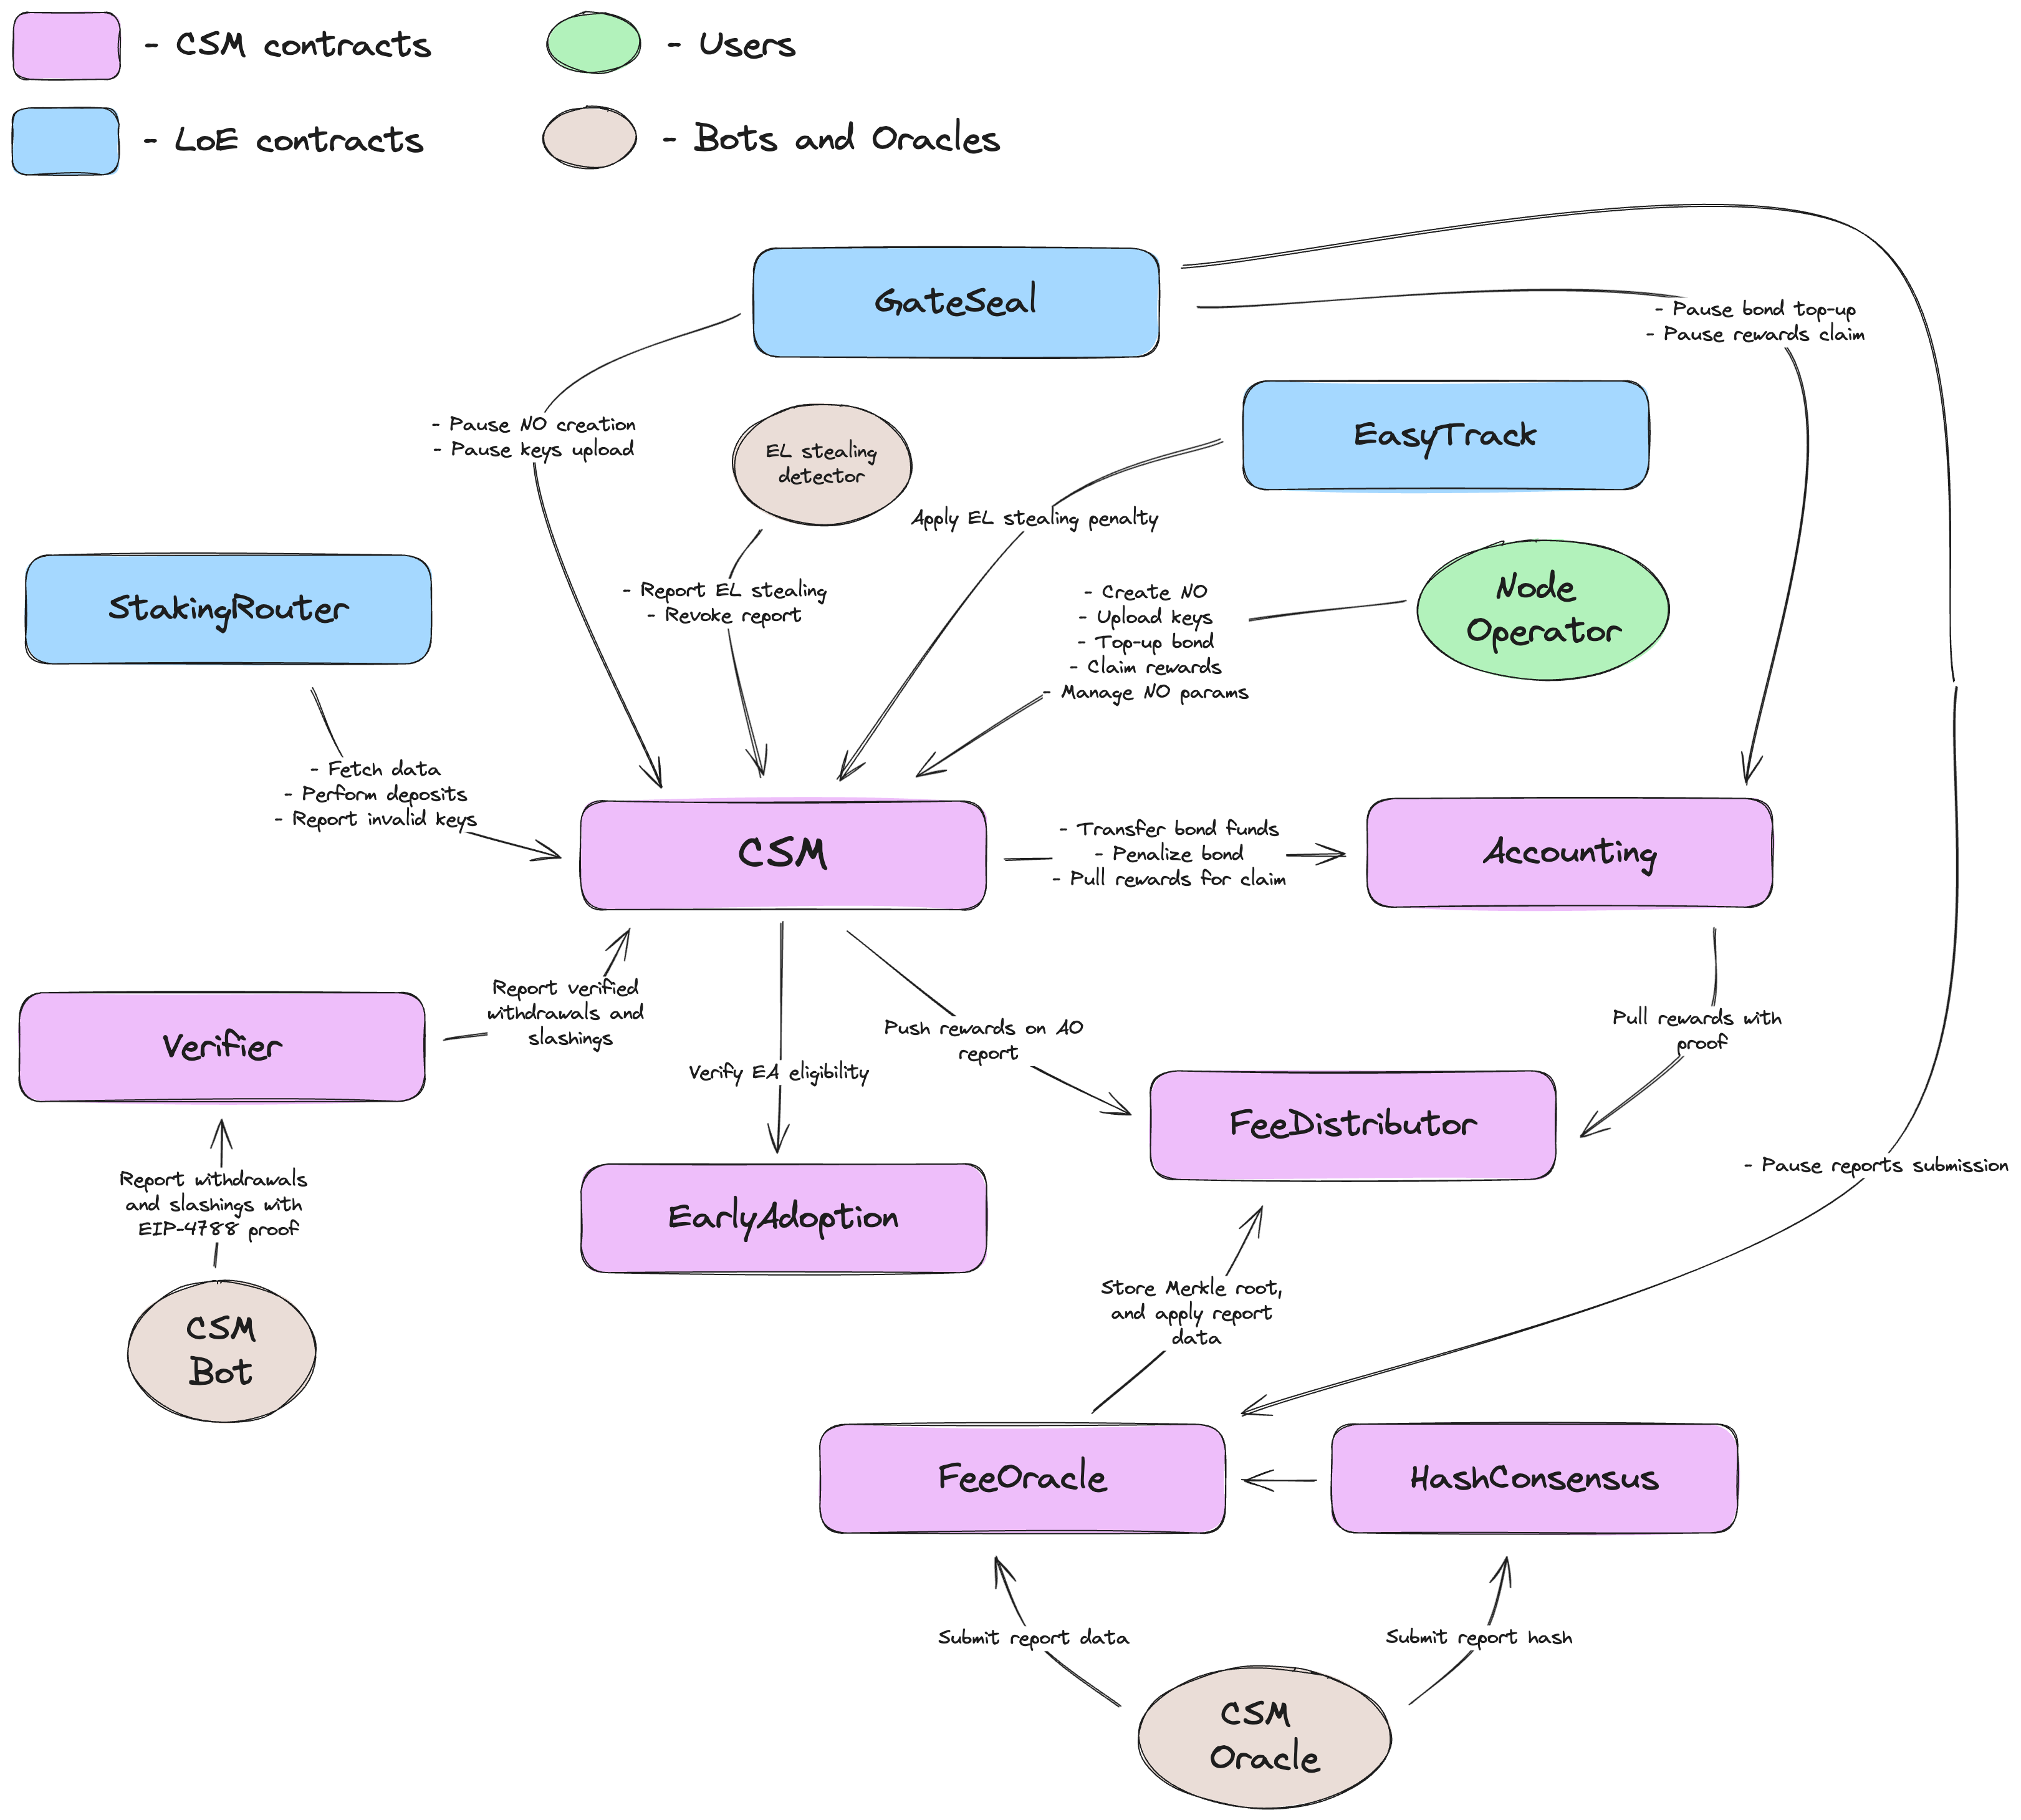 - CSM contracts
- Users
- LoE contracts
- Bots and Oracles
GateSeal
- Pause bond top-up
- Pause rewards claim
- Pause NO creation
- Pause keys upload
EL stealing
detector
EasyTrack
Apply EL stealing penalty
StakingRouter
- Report EL stealing
- Revoke report
- Create NO
- Upload keys
- Top-up bond
- Claim rewards
- Manage NO params
Node
Operator
- Fetch data
- Perform deposits
- Report invalid keys
CSM
- Transfer bond funds
- Penalize bond
- Pull rewards for claim
Accounting
Verifier
Report verified
withdrawals and
slashings
Verify EA eligibility
Push rewards on AO
report
Pull rewards with
proof
FeeDistributor
- Pause reports submission
EarlyAdoption
Report withdrawals
and slashings with
EIP-4788 proof
CSM
Bot
Store Merkle root,
and apply report
data
FeeOracle
HashConsensus
Submit report data
Submit report hash
CSM
Oracle